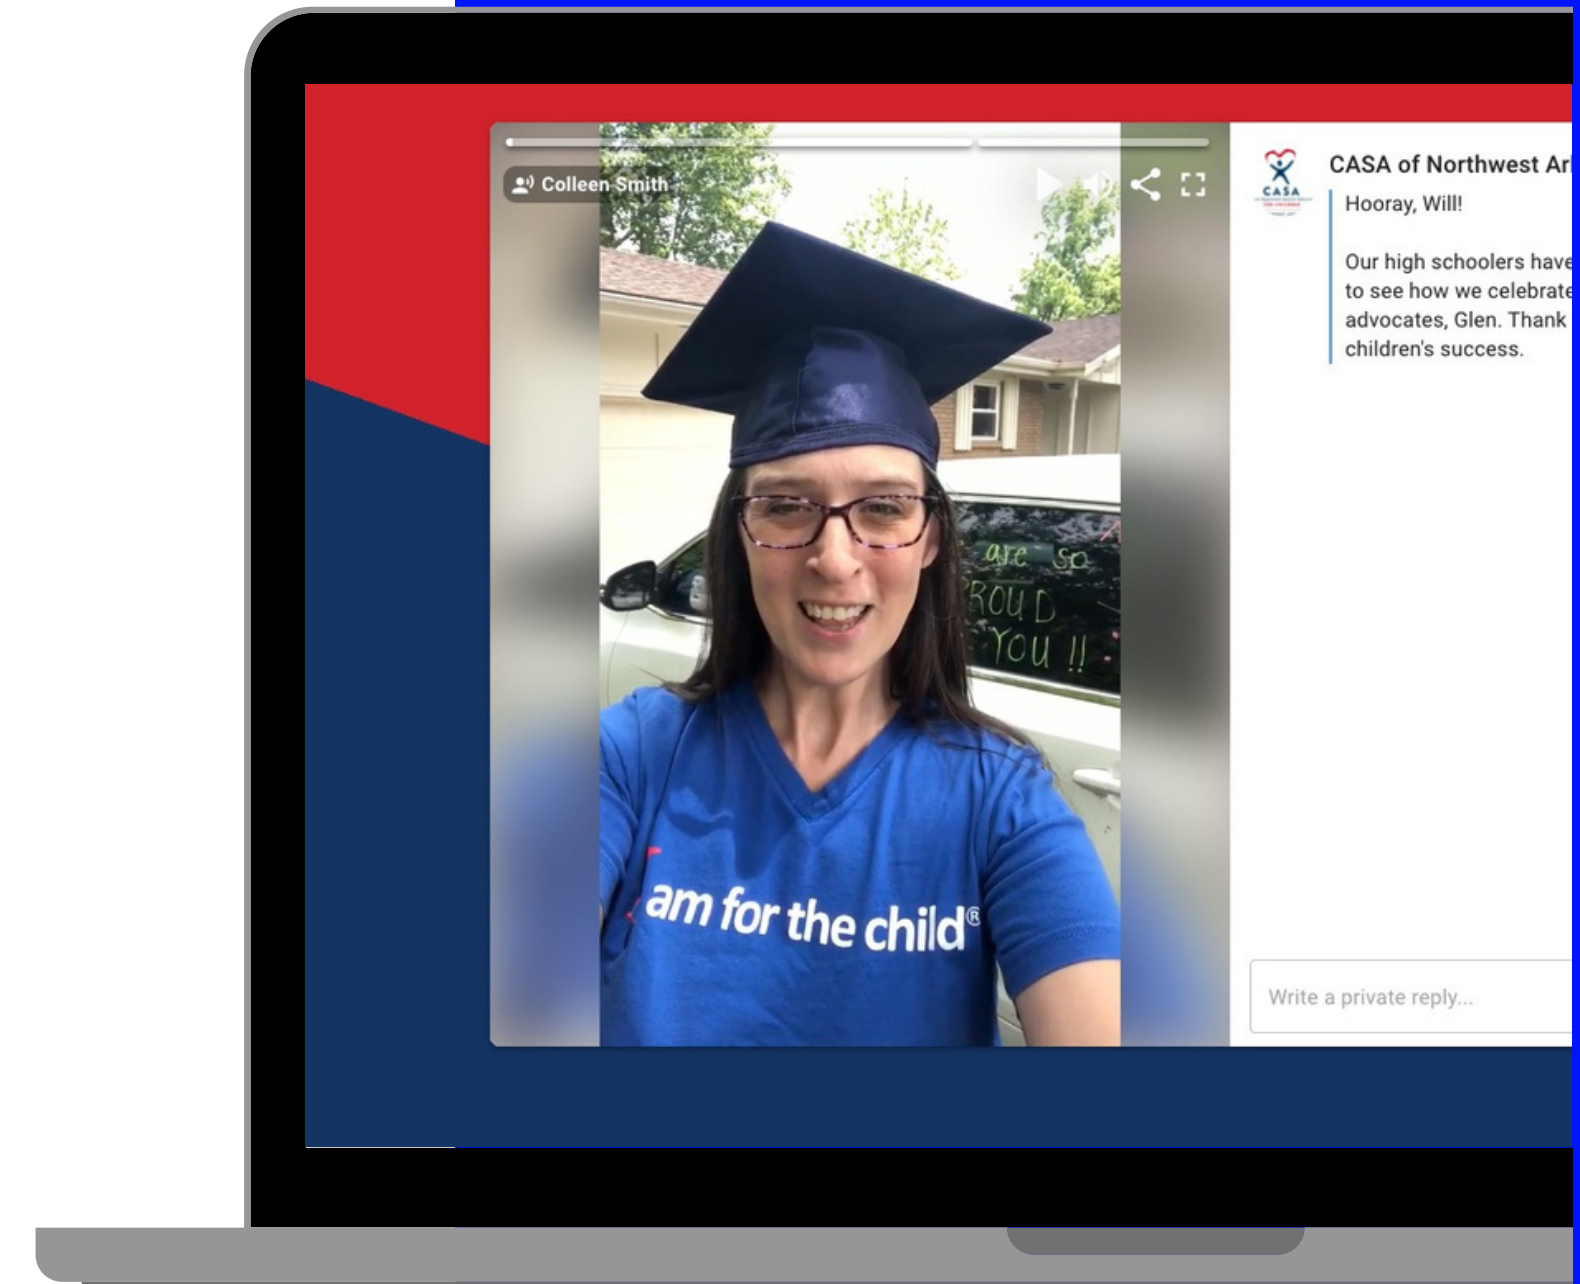 Colleen Smith
are so
ROUD
YOU !!
am for the child®
CASA
CASA of Northwest
Hooray, Will!
Our high schoolers have
to see how we celebrate
advocates, Glen. Thank
children's success.
Write a private reply...